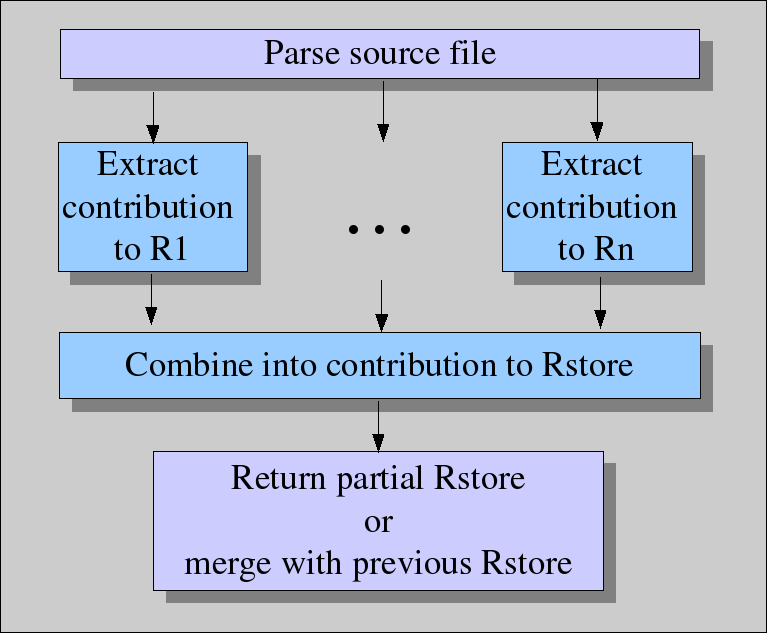 Parse source file
Extract
contribution
to R1
. . .
Extract
contribution
to Rn
Combine into contribution to Rstore
Return partial Rstore
or
merge with previous Rstore